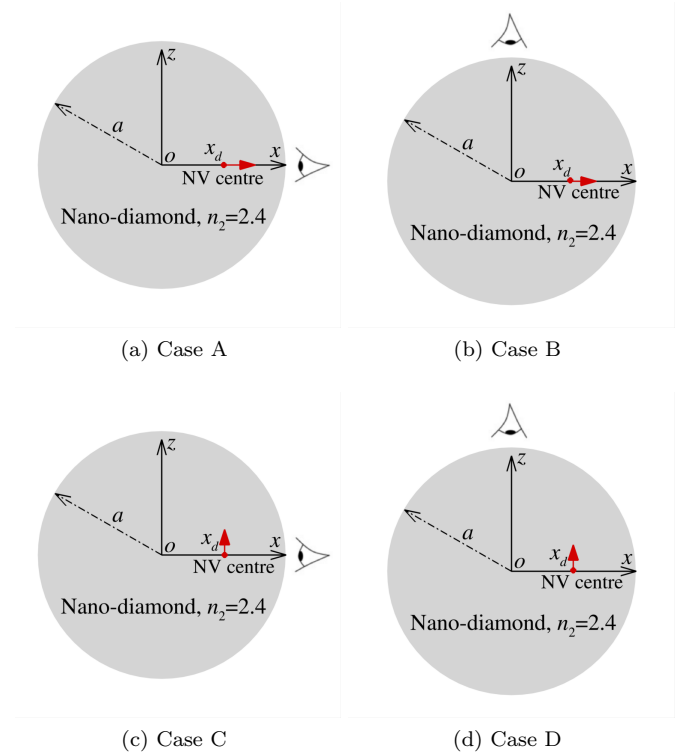 z
a
x_d
x
o
NV centre
Nano-diamond, n_2=2.4
(a) Case A
z
a
x_d
x
o
NV centre
Nano-diamond, n_2=2.4
(b) Case B
z
a
x_d
x
o
NV centre
Nano-diamond, n_2=2.4
(c) Case C
z
a
x_d
x
o
NV centre
Nano-diamond, n_2=2.4
(d) Case D